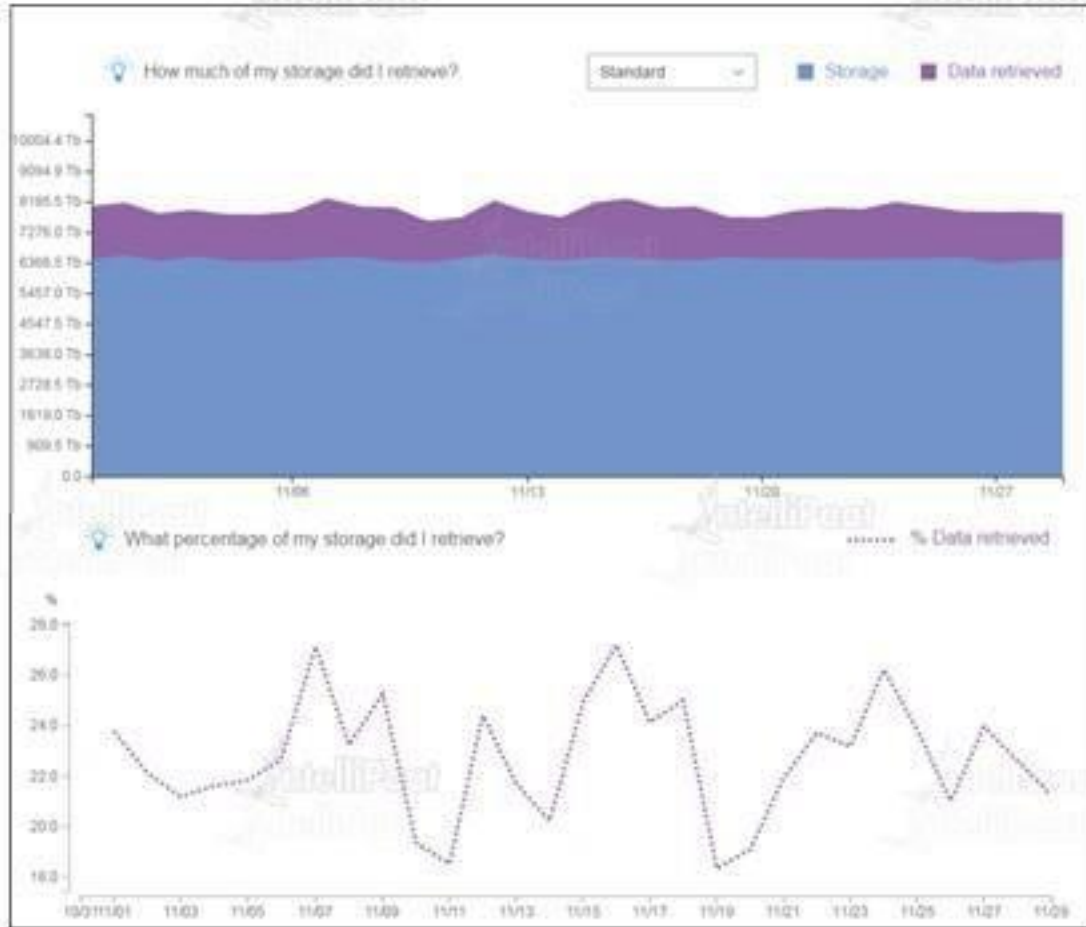 How much of my storage did I retrieve?
Standard
Storage
Data retrieved
10004.4 Tb
9094.9 Tb
8185.5 Tb
7276.0 Tb
6366.5 Tb
5457.0 Tb
4547.5 Tb
3638.0 Tb
2728.5 Tb
1819.0 Tb
909.5 Tb
0.0
11/06 11/13 11/20 11/27
What percentage of my storage did I retrieve?
% Data retrieved
%
28.0
26.0
24.0
22.0
20.0
18.0
10/31 11/01 11/03 11/05 11/07 11/09 11/11 11/13 11/15 11/17 11/19 11/21 11/23 11/25 11/27 11/29